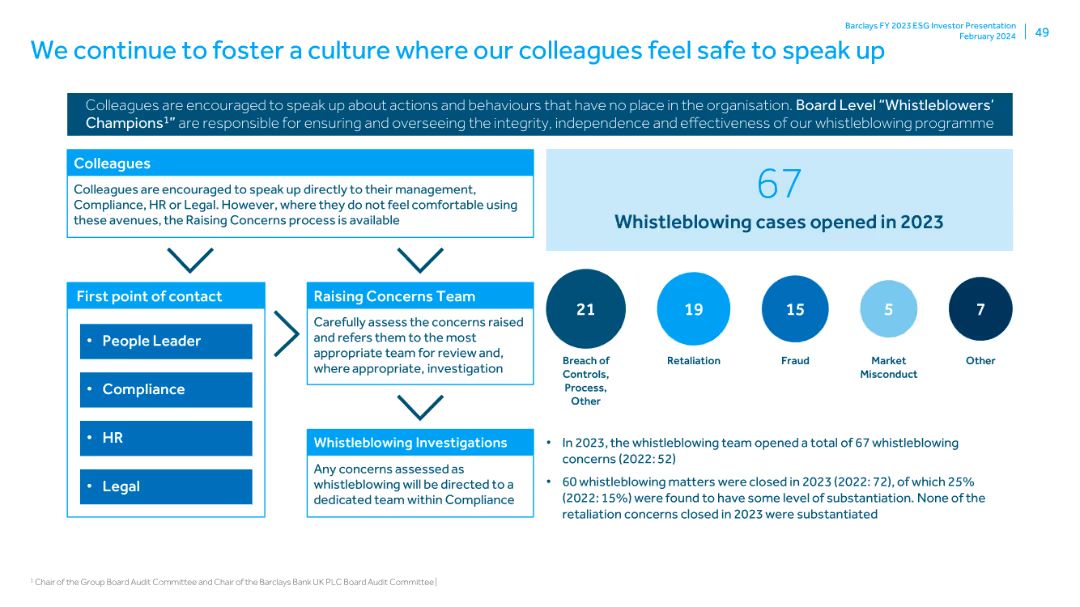 Barclays FY 2023 ESG Investor Presentation
February 2024
49
We continue to foster a culture where our colleagues feel safe to speak up
Colleagues are encouraged to speak up about actions and behaviours that have no place in the organisation. Board Level “Whistleblowers’
Champions¹” are responsible for ensuring and overseeing the integrity, independence and effectiveness of our whistleblowing programme
Colleagues
Colleagues are encouraged to speak up directly to their management,
Compliance, HR or Legal. However, where they do not feel comfortable using
these avenues, the Raising Concerns process is available
First point of contact
• People Leader
• Compliance
• HR
• Legal
Raising Concerns Team
Carefully assess the concerns raised
and refers them to the most
appropriate team for review and,
where appropriate, investigation
Whistleblowing Investigations
Any concerns assessed as
whistleblowing will be directed to a
dedicated team within Compliance
67
Whistleblowing cases opened in 2023
21
Breach of
Controls,
Process,
Other
19
Retaliation
15
Fraud
5
Market
Misconduct
7
Other
• In 2023, the whistleblowing team opened a total of 67 whistleblowing
concerns (2022: 52)
• 60 whistleblowing matters were closed in 2023 (2022: 72), of which 25%
(2022: 15%) were found to have some level of substantiation. None of the
retaliation concerns closed in 2023 were substantiated
¹ Chair of the Group Board Audit Committee and Chair of the Barclays Bank UK PLC Board Audit Committee |